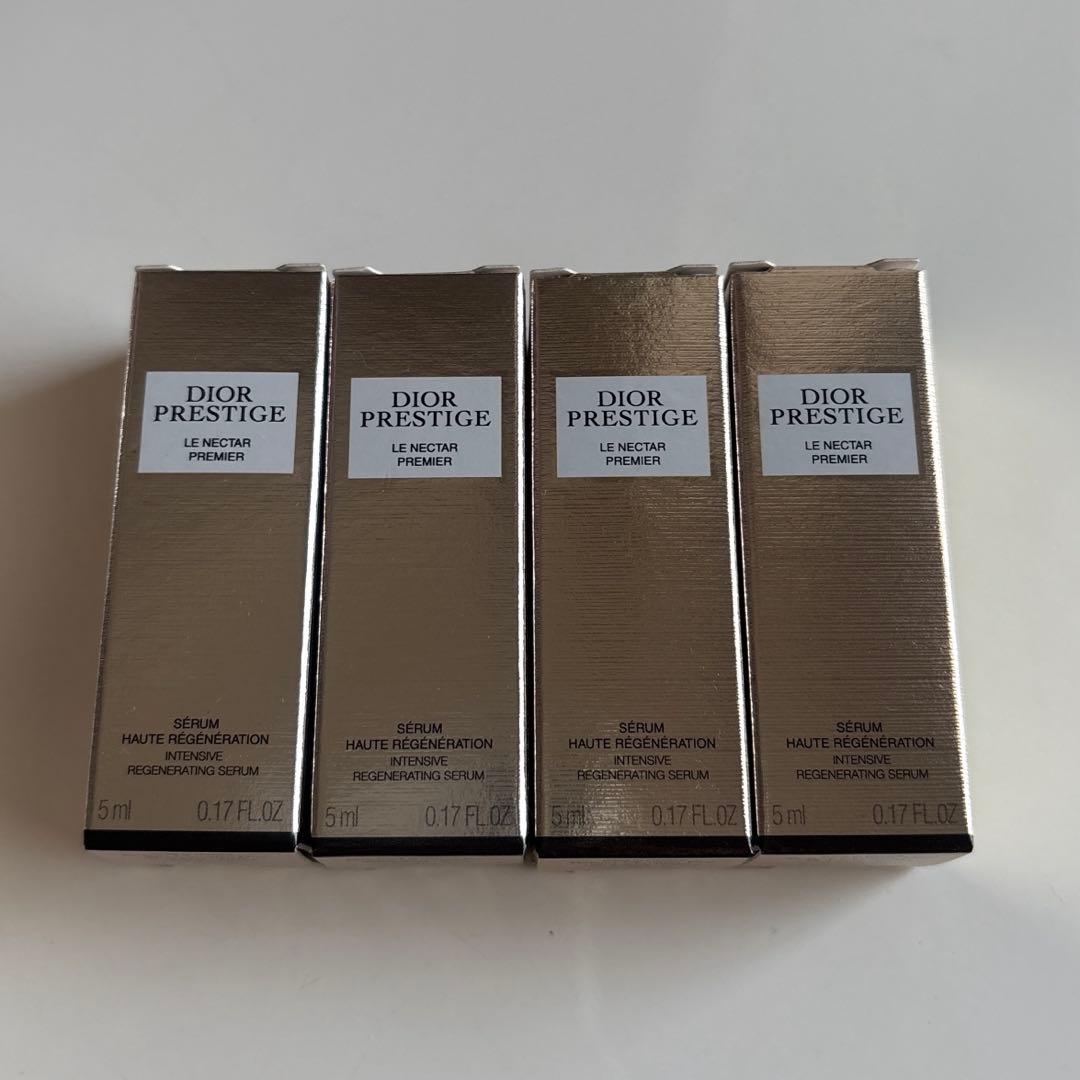 DIOR
PRESTIGE
LE NECTAR
PREMIER
SÉRUM
HAUTE RÉGÉNÉRATION
INTENSIVE
REGENERATING SERUM
5 ml 0.17 FL.OZ
DIOR
PRESTIGE
LE NECTAR
PREMIER
SÉRUM
HAUTE RÉGÉNÉRATION
INTENSIVE
REGENERATING SERUM
5 ml 0.17 FL.OZ
DIOR
PRESTIGE
LE NECTAR
PREMIER
SÉRUM
HAUTE RÉGÉNÉRATION
INTENSIVE
REGENERATING SERUM
5 ml 0.17 FL.OZ
DIOR
PRESTIGE
LE NECTAR
PREMIER
SÉRUM
HAUTE RÉGÉNÉRATION
INTENSIVE
REGENERATING SERUM
5 ml 0.17 FL.OZ